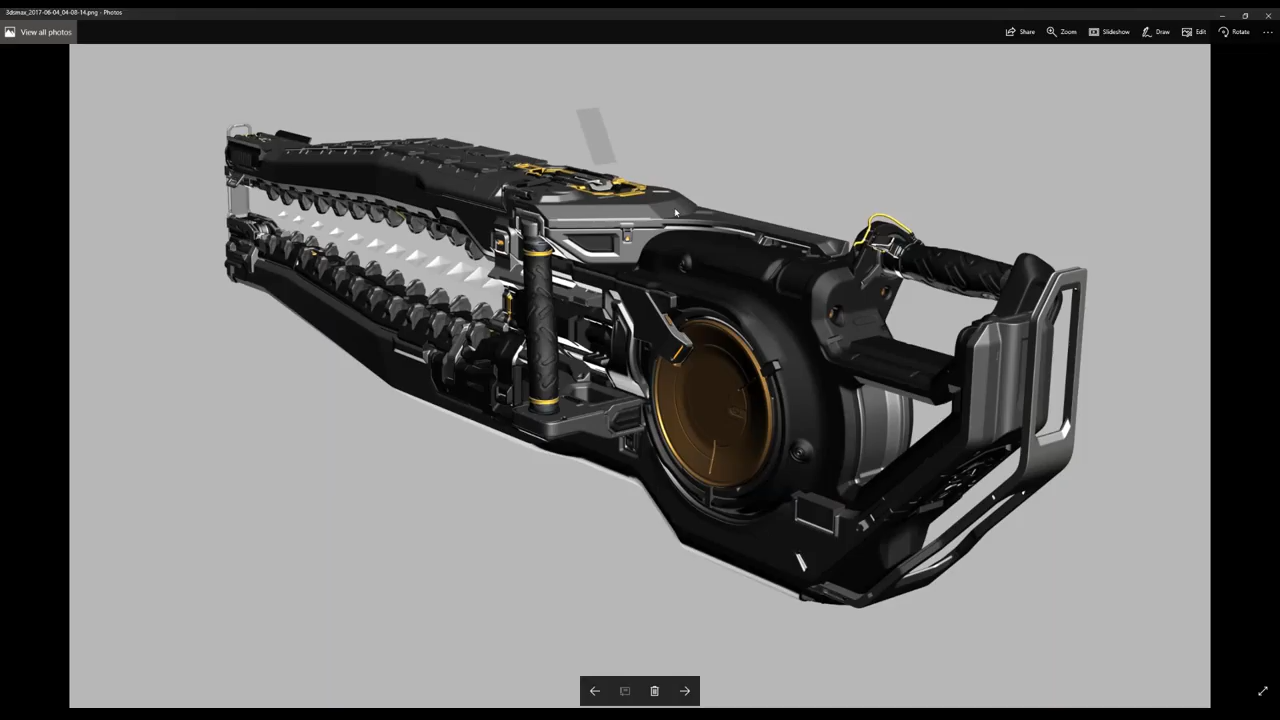 3dsmax_2017-06-04_04-08-14.png - Photos
View all photos
Share
Zoom
Slideshow
Draw
Edit
Rotate